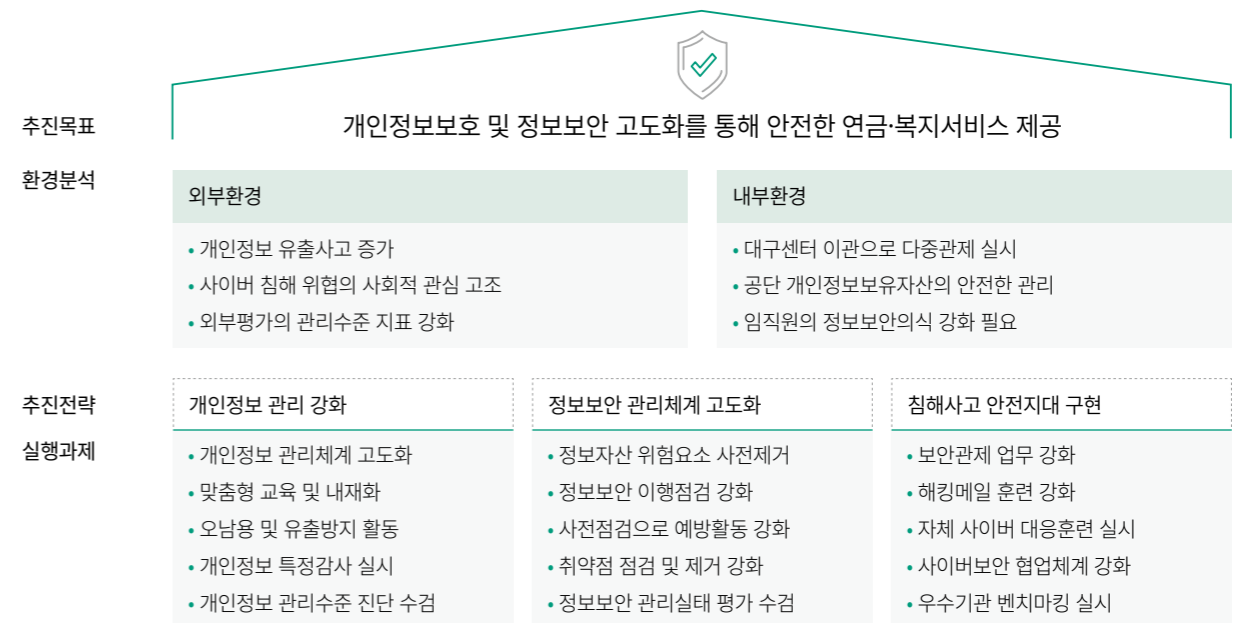 추진목표
개인정보보호 및 정보보안 고도화를 통해 안전한 연금·복지서비스 제공
환경분석
외부환경
• 개인정보 유출사고 증가
• 사이버 침해 위협의 사회적 관심 고조
• 외부평가의 관리수준 지표 강화
내부환경
• 대구센터 이관으로 다중관제 실시
• 공단 개인정보보유자산의 안전한 관리
• 임직원의 정보보안의식 강화 필요
추진전략
실행과제
개인정보 관리 강화
• 개인정보 관리체계 고도화
• 맞춤형 교육 및 내재화
• 오남용 및 유출방지 활동
• 개인정보 특정감사 실시
• 개인정보 관리수준 진단 수검
정보보안 관리체계 고도화
• 정보자산 위험요소 사전제거
• 정보보안 이행점검 강화
• 사전점검으로 예방활동 강화
• 취약점 점검 및 제거 강화
• 정보보안 관리실태 평가 수검
침해사고 안전지대 구현
• 보안관제 업무 강화
• 해킹메일 훈련 강화
• 자체 사이버 대응훈련 실시
• 사이버보안 협업체계 강화
• 우수기관 벤치마킹 실시